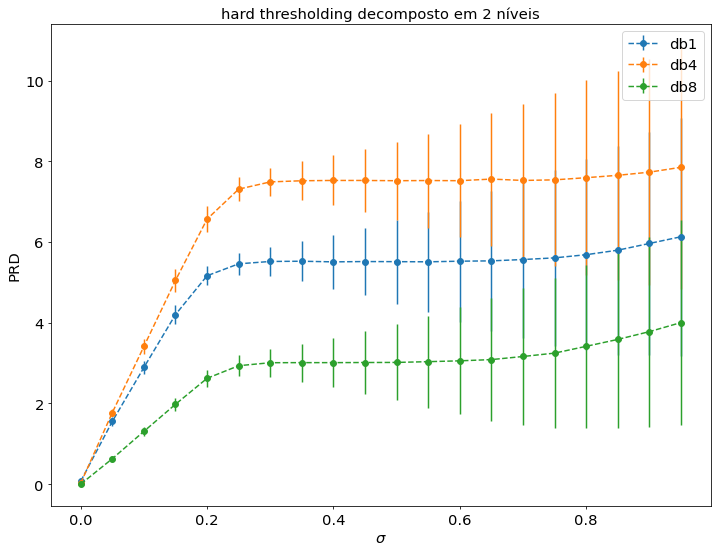 hard thresholding decomposto em 2 níveis
db1
db4
db8
PRD
10
8
6
4
2
0
0.0 0.2 0.4 0.6 0.8
σ